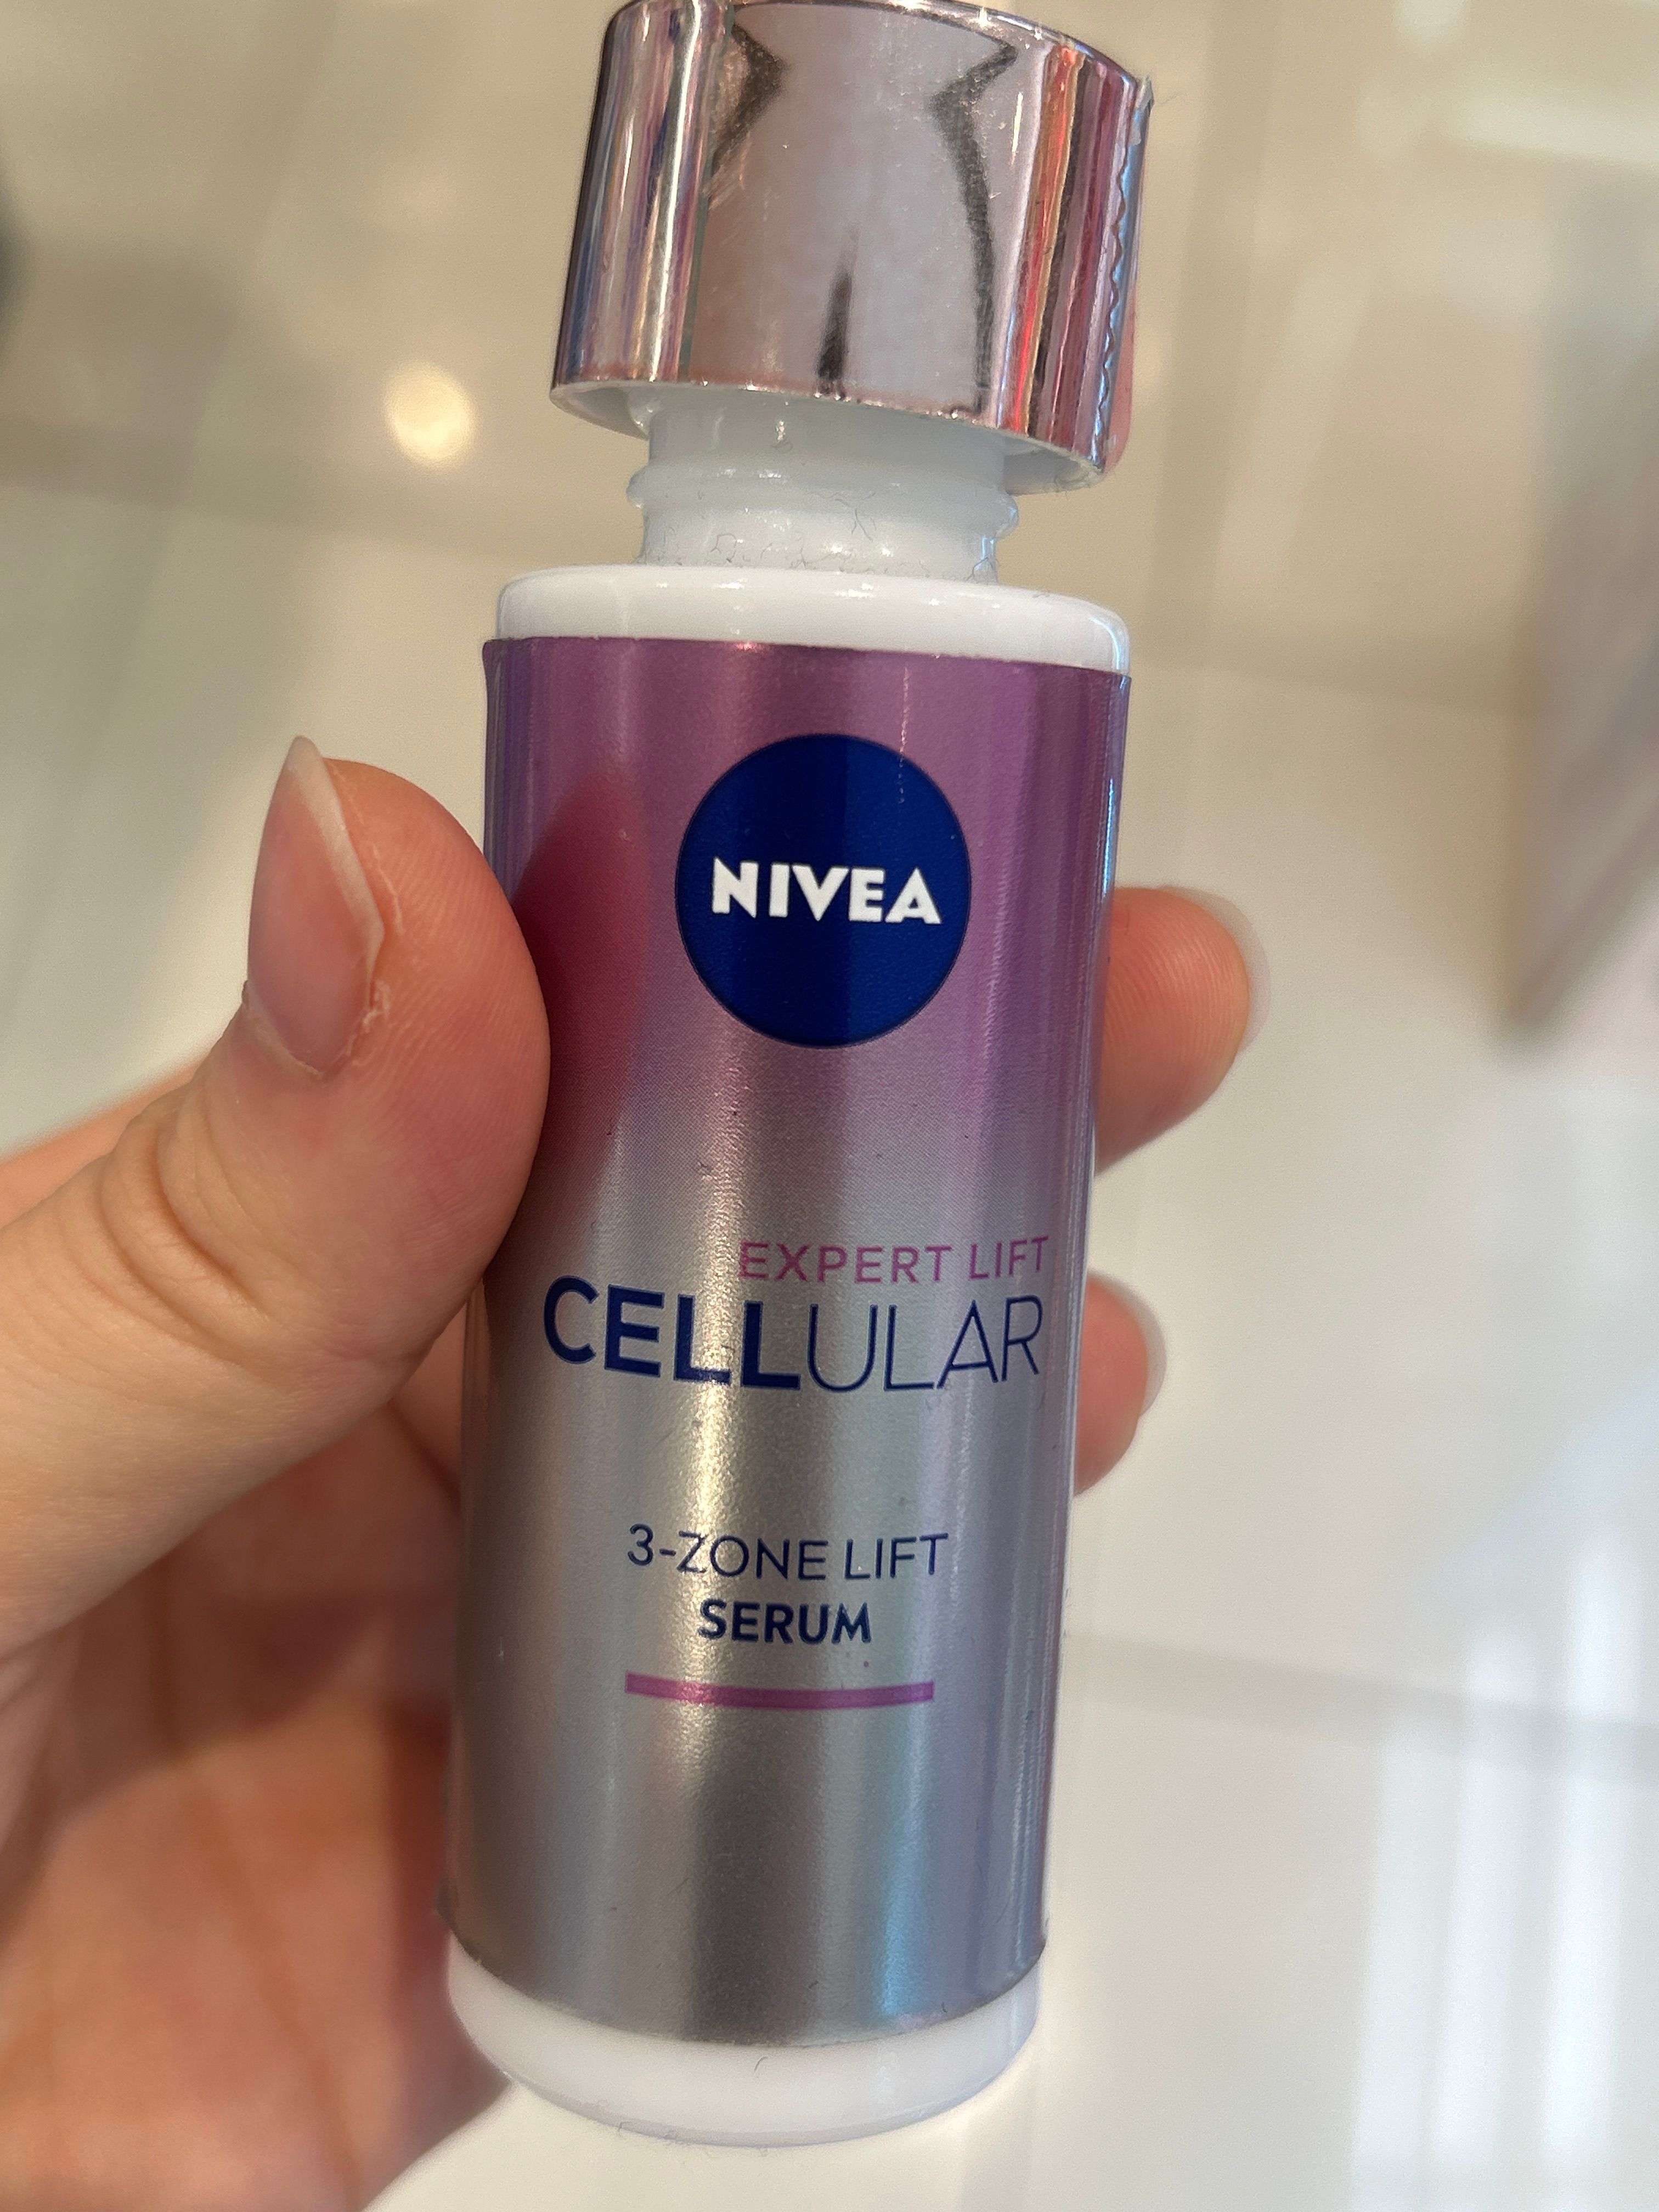 NIVEA
EXPERT LIFT
CELLULAR
3-ZONE LIFT
SERUM